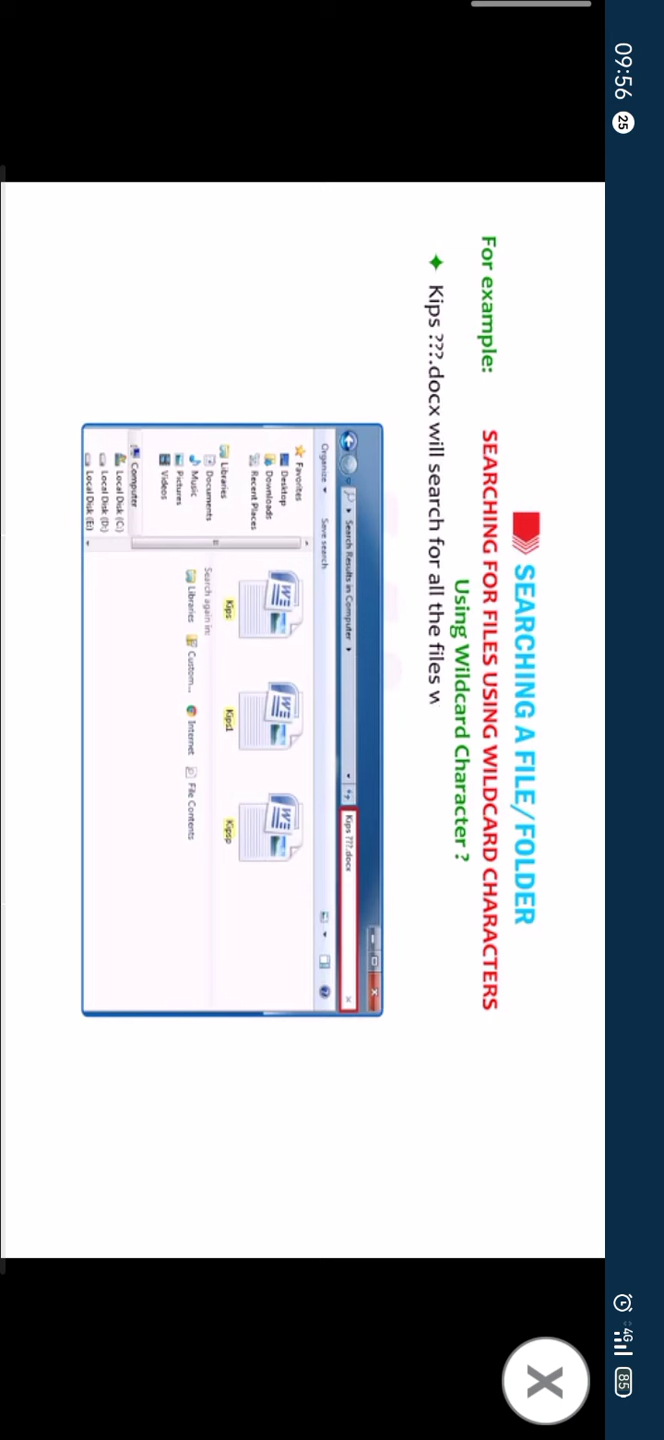 09:56 25
4G 85
SEARCHING A FILE/FOLDER
SEARCHING FOR FILES USING WILDCARD CHARACTERS
Using Wildcard Character ?
For example:
Kips ???.docx will search for all the files w
Search Results in Computer
Kips ???.docx
Organize
Save search
Favorites
Desktop
Downloads
Recent Places
Libraries
Documents
Music
Pictures
Videos
Computer
Local Disk (C:)
Local Disk (D:)
Local Disk (E:)
Kips
Kips1
Kipsp
Search again in:
Libraries
Custom...
Internet
File Contents
X